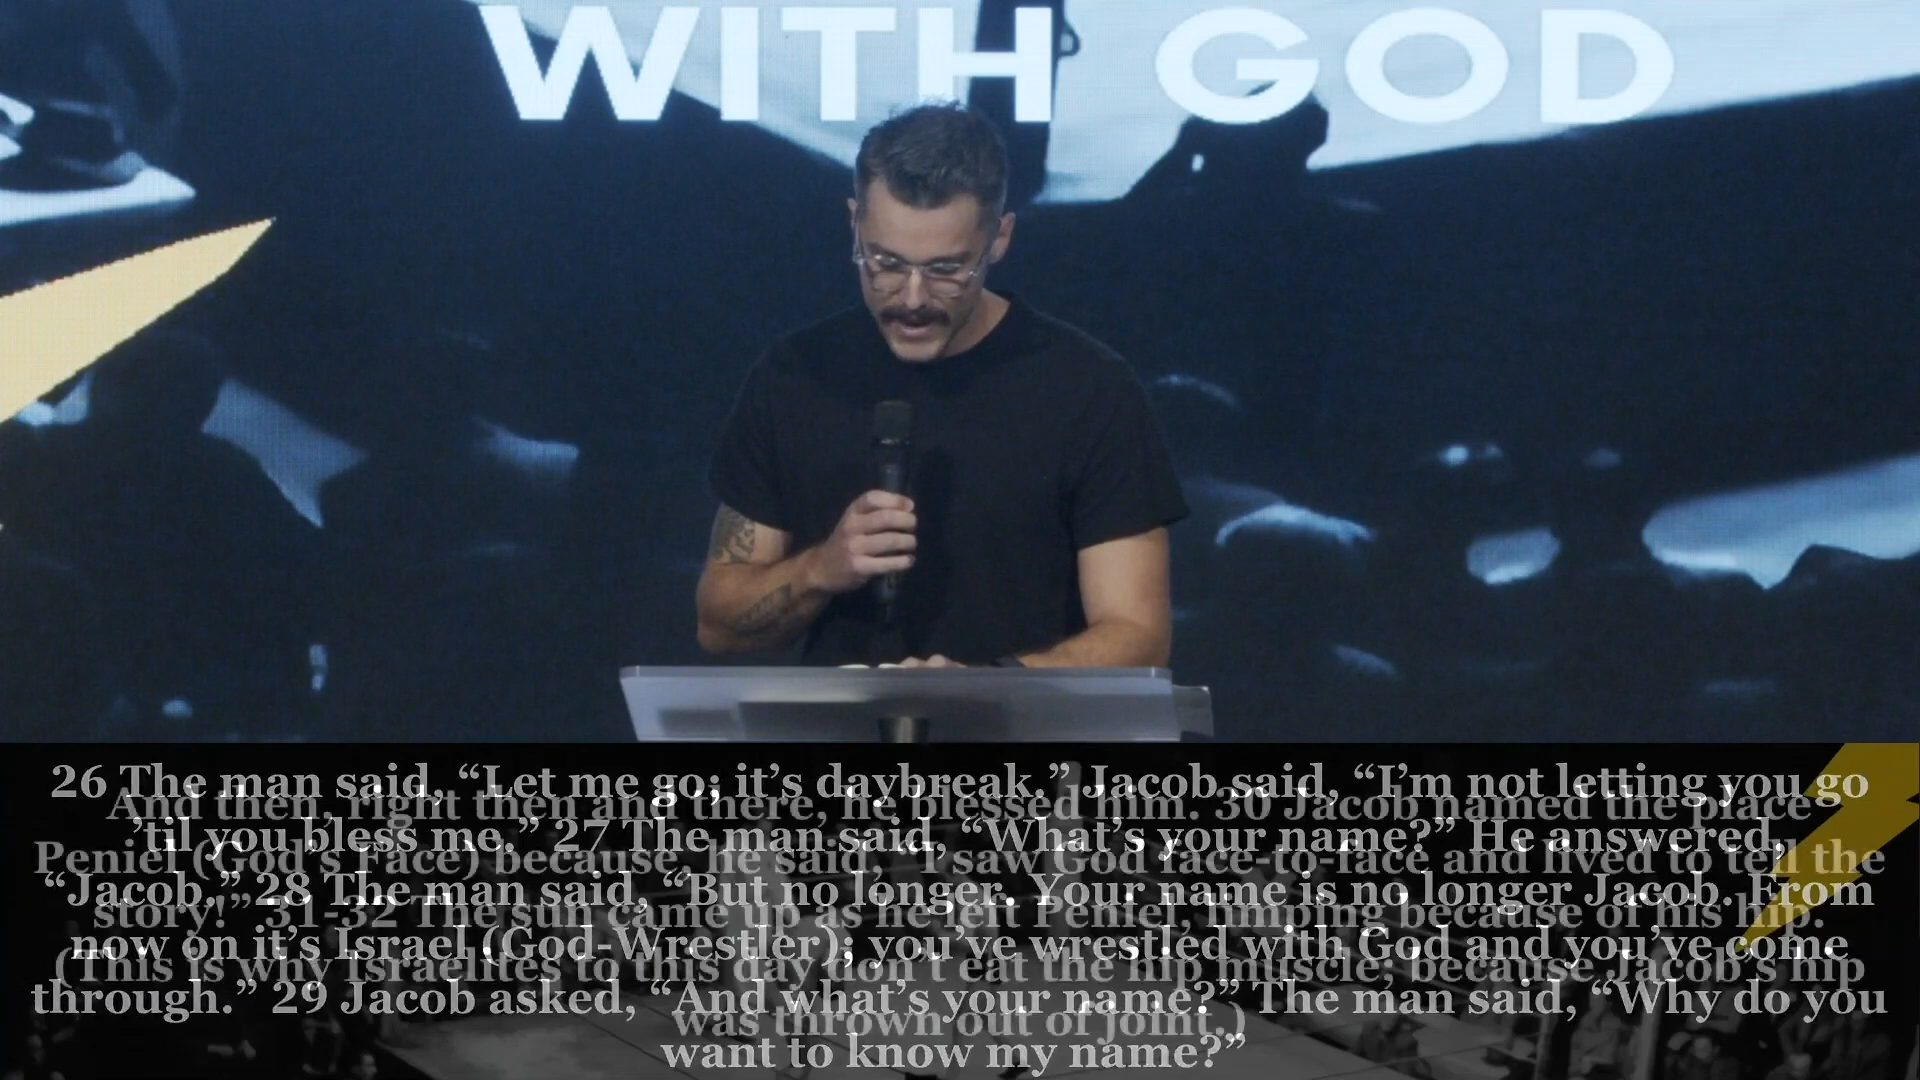 WITH GOD
26 The man said, “Let me go; it’s daybreak.” Jacob said, “I’m not letting you go
’til you bless me.” 27 The man said, “What’s your name?” He answered,
“Jacob.” 28 The man said, “But no longer. Your name is no longer Jacob. From
now on it’s Israel (God-Wrestler); you’ve wrestled with God and you’ve come
through.” 29 Jacob asked, “And what’s your name?” The man said, “Why do you
want to know my name?”
And then, right then and there, he blessed him. 30 Jacob named the place
Peniel (God’s Face) because, he said, “I saw God face-to-face and lived to tell the
story!” 31-32 The sun came up as he left Peniel, limping because of his hip.
(This is why Israelites to this day don’t eat the hip muscle; because Jacob’s hip
was thrown out of joint.)